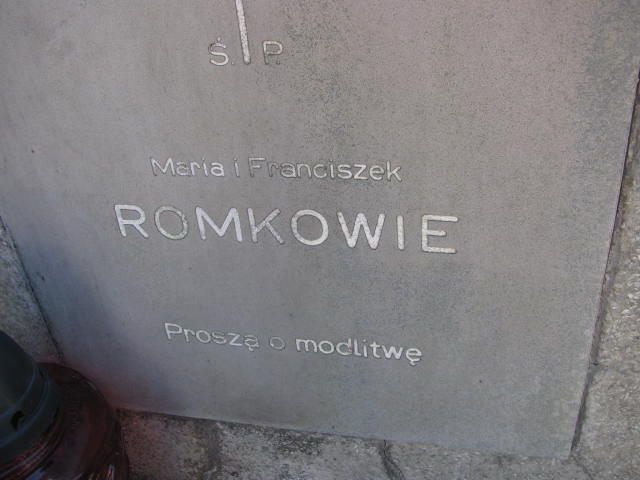 Ś. P.
Maria i Franciszek
ROMKOWIE
Proszą o modlitwę